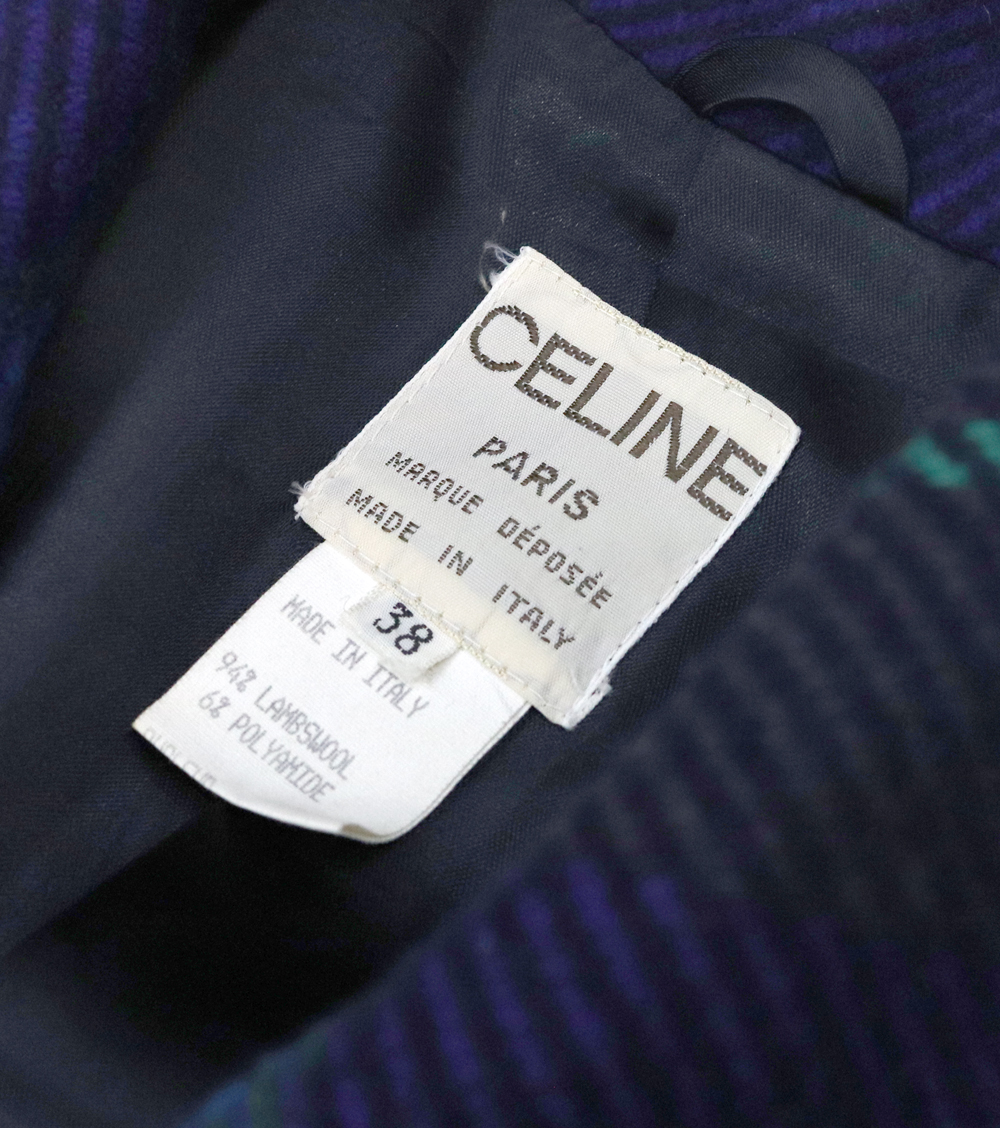 CELINE
PARIS
MARQUE DÉPOSÉE
MADE IN ITALY
38
MADE IN ITALY
94% LAMBSWOOL
6% POLYAMIDE